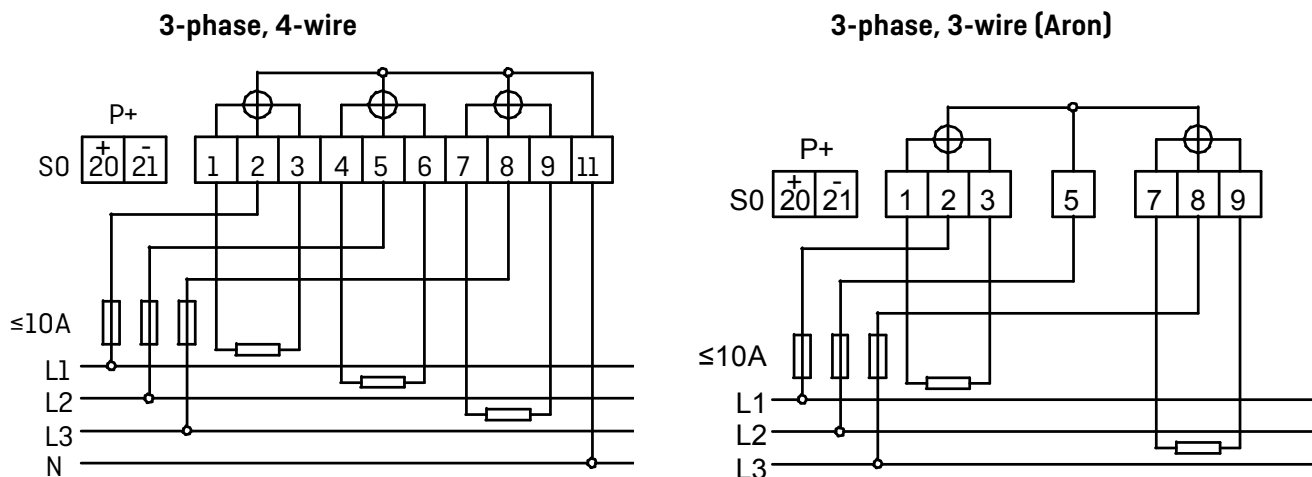 3-phase, 4-wire
P+
+ -
S0 20 21 1 2 3 4 5 6 7 8 9 11
≤10A
L1
L2
L3
N
3-phase, 3-wire (Aron)
P+
+ -
S0 20 21 1 2 3 5 7 8 9
≤10A
L1
L2
L3